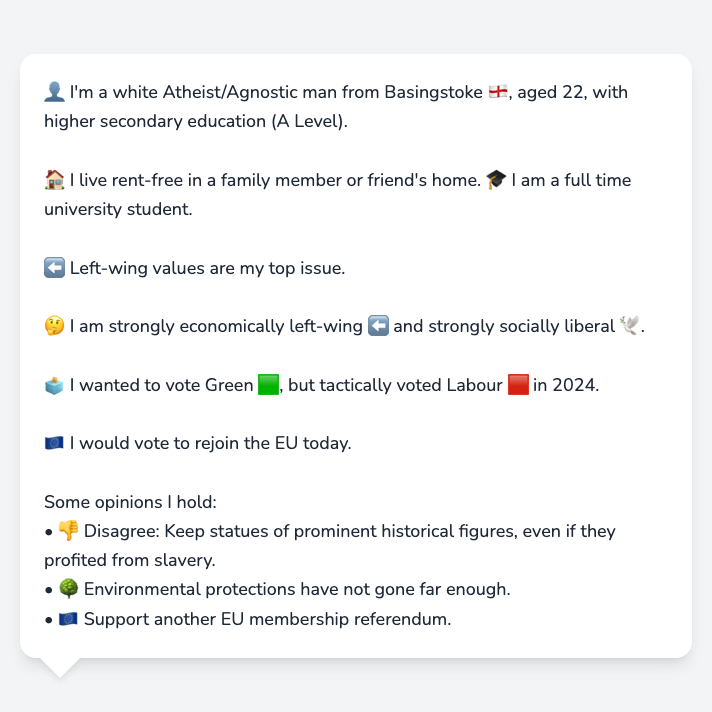 👤 I'm a white Atheist/Agnostic man from Basingstoke 🏴󠁧󠁢󠁥󠁮󠁧󠁿, aged 22, with
higher secondary education (A Level).
🏠 I live rent-free in a family member or friend's home. 🎓 I am a full time
university student.
⬅️ Left-wing values are my top issue.
🤔 I am strongly economically left-wing ⬅️ and strongly socially liberal 🕊️.
🗳️ I wanted to vote Green 🟩, but tactically voted Labour 🟥 in 2024.
🇪🇺 I would vote to rejoin the EU today.
Some opinions I hold:
• 👎 Disagree: Keep statues of prominent historical figures, even if they
profited from slavery.
• 🌳 Environmental protections have not gone far enough.
• 🇪🇺 Support another EU membership referendum.